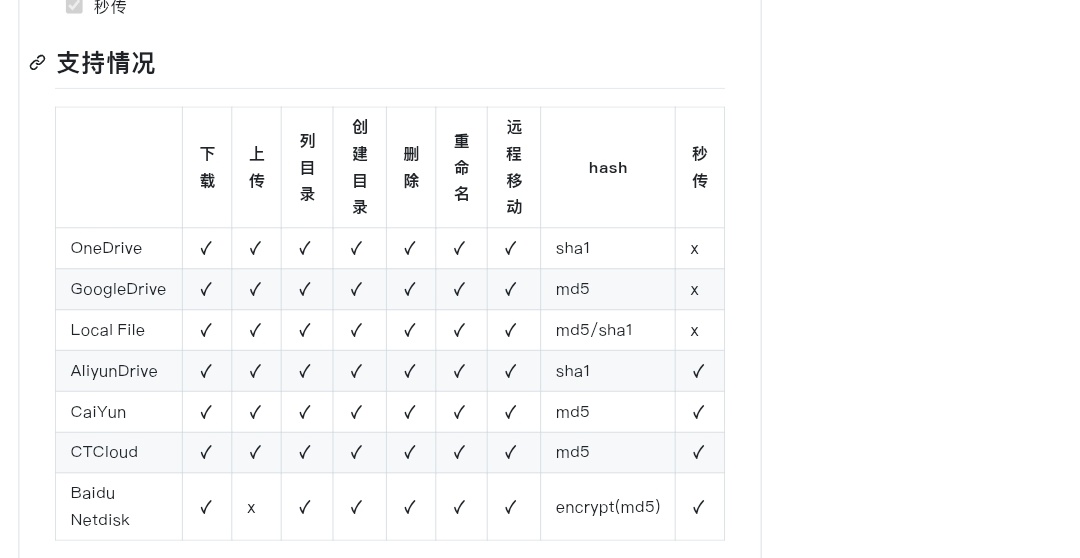 秒传
支持情况
下载 上传 列目录 创建目录 删除 重命名 远程移动 hash 秒传
OneDrive ✓ ✓ ✓ ✓ ✓ ✓ ✓ sha1 x
GoogleDrive ✓ ✓ ✓ ✓ ✓ ✓ ✓ md5 x
Local File ✓ ✓ ✓ ✓ ✓ ✓ ✓ md5/sha1 x
AliyunDrive ✓ ✓ ✓ ✓ ✓ ✓ ✓ sha1 ✓
CaiYun ✓ ✓ ✓ ✓ ✓ ✓ ✓ md5 ✓
CTCloud ✓ ✓ ✓ ✓ ✓ ✓ ✓ md5 ✓
Baidu Netdisk ✓ x ✓ ✓ ✓ ✓ ✓ encrypt(md5) ✓